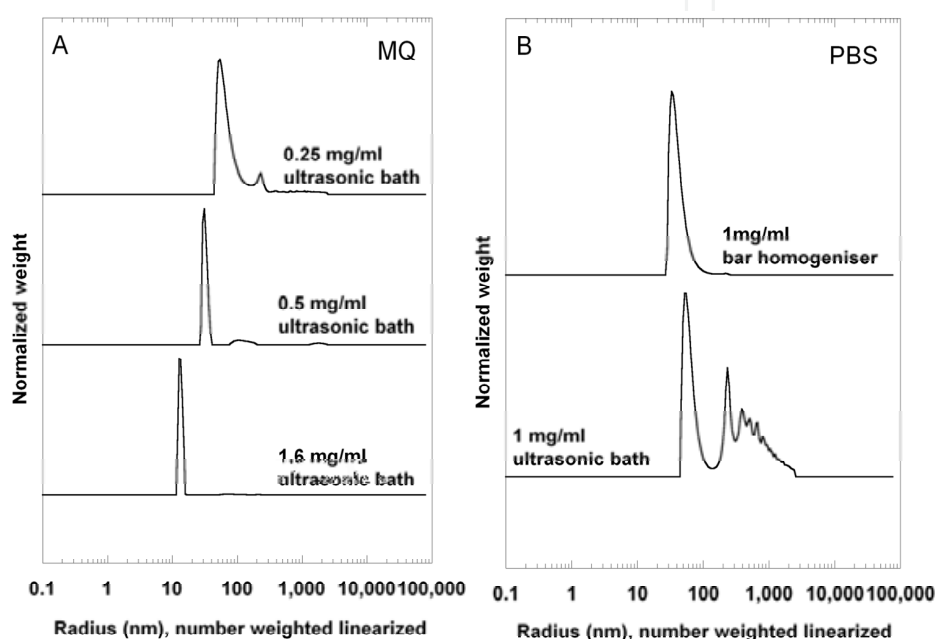 A
MQ
0.25 mg/ml
ultrasonic bath
0.5 mg/ml
ultrasonic bath
1,6 mg/ml
ultrasonic bath
Normalized weight
0.1 1 10 100 1,000 10,000 100,000
Radius (nm), number weighted linearized
B
PBS
1mg/ml
bar homogeniser
1 mg/ml
ultrasonic bath
Normalized weight
0.1 1 10 100 1,000 10,000 100,000
Radius (nm), number weighted linearized